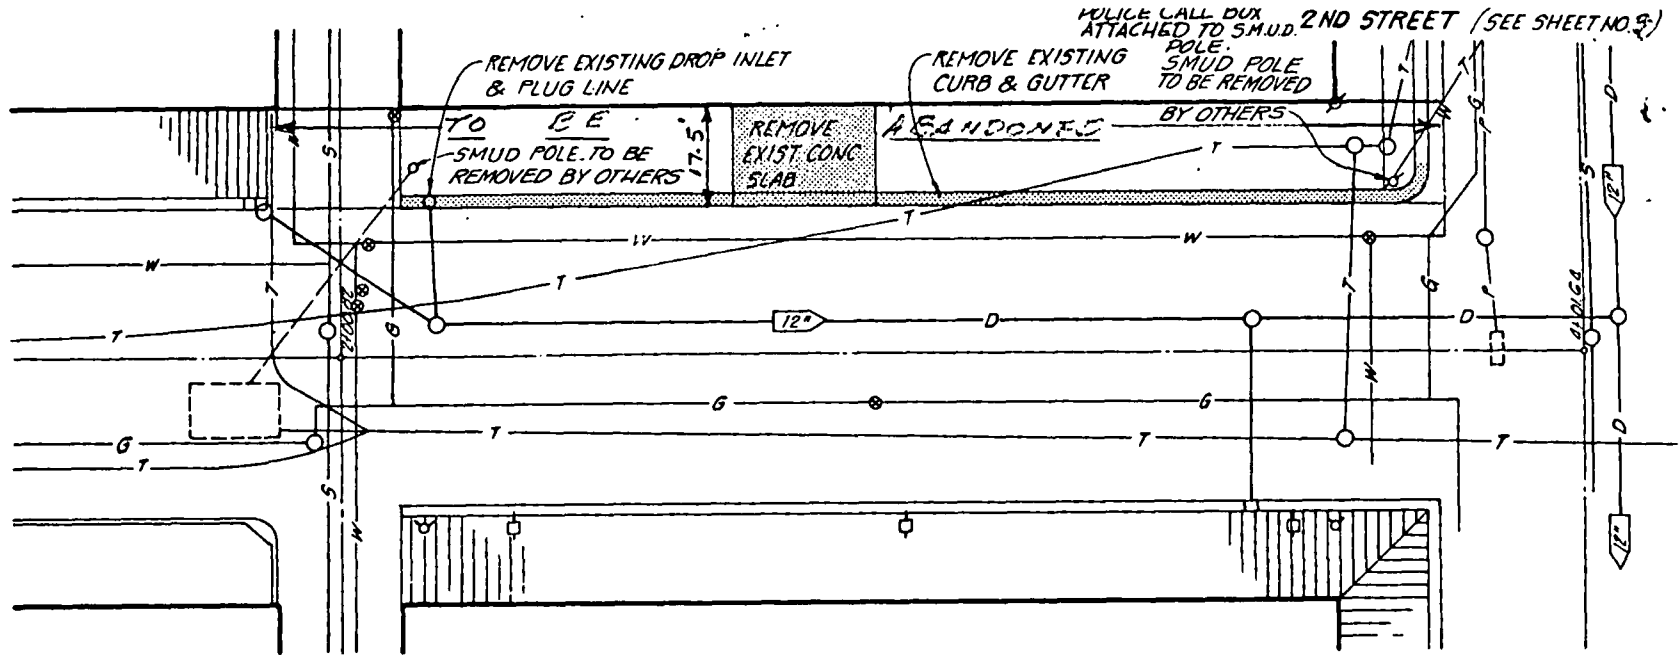 POLICE CALL BOX
ATTACHED TO S.M.U.D.
POLE.
SMUD POLE
TO BE REMOVED
BY OTHERS
2ND STREET (SEE SHEET NO.
REMOVE EXISTING DROP INLET
& PLUG LINE
REMOVE EXISTING
CURB & GUTTER
TO BE ABANDONED
SMUD POLE. TO BE
REMOVED BY OTHERS
17.5'
REMOVE
EXIST. CONC
SLAB
T
T
T
W
W
W
W
W
W
T
T
T
T
T
T
T
T
S
S
S
G
G
G
G
G
P
P
D
D
D
D
12"
12"
12"